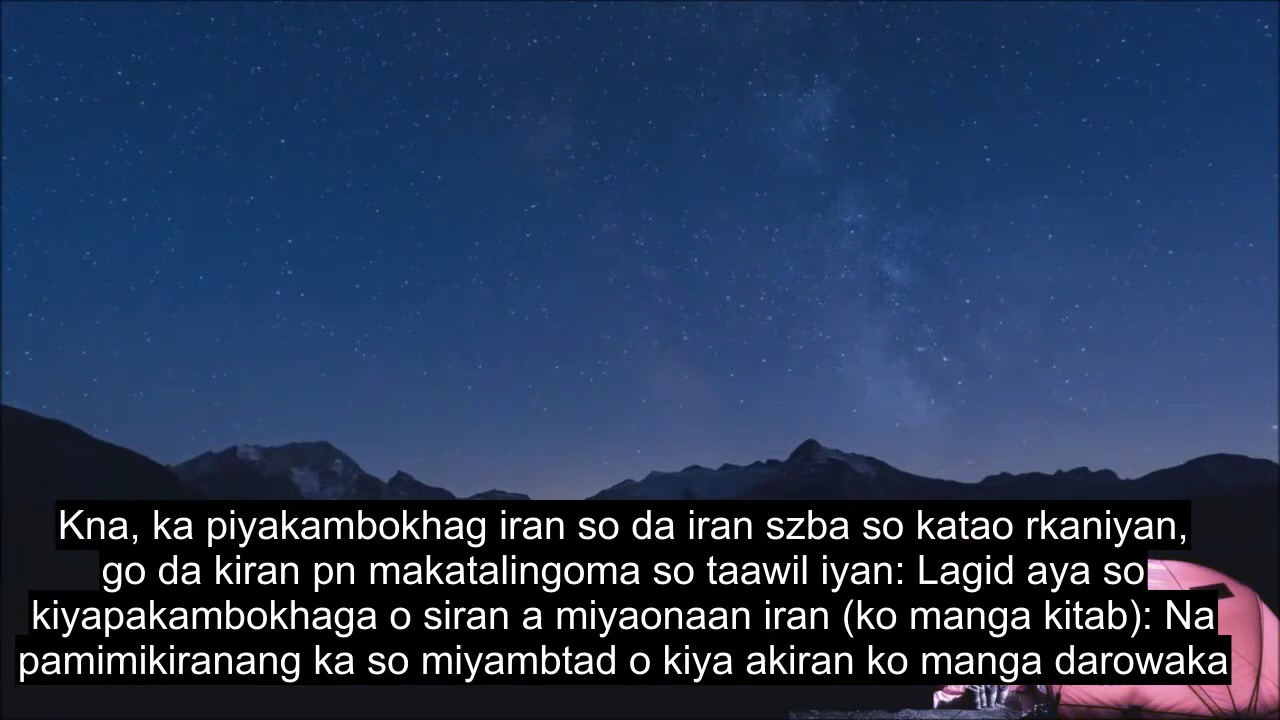 Kna, ka piyakambokhag iran so da iran szba so katao rkaniyan,
go da kiran pn makatalingoma so taawil iyan: Lagid aya so
kiyapakambokhaga o siran a miyaonaan iran (ko manga kitab): Na
pamimikiranang ka so miyambtad o kiya akiran ko manga darowaka